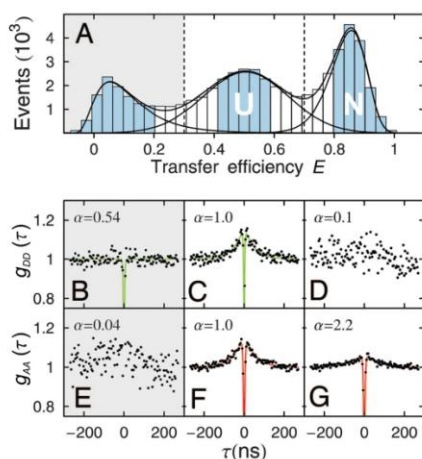 A
Events (10³)
4
3
2
1
U
N
0
0.2
0.4
0.6
0.8
1
Transfer efficiency E
g_DD(τ)
1.2
1
0.8
α=0.54
B
α=1.0
C
α=0.1
D
g_AA(τ)
1.2
1
0.8
α=0.04
E
α=1.0
F
α=2.2
G
-200
0
200
-200
0
200
-200
0
200
τ(ns)